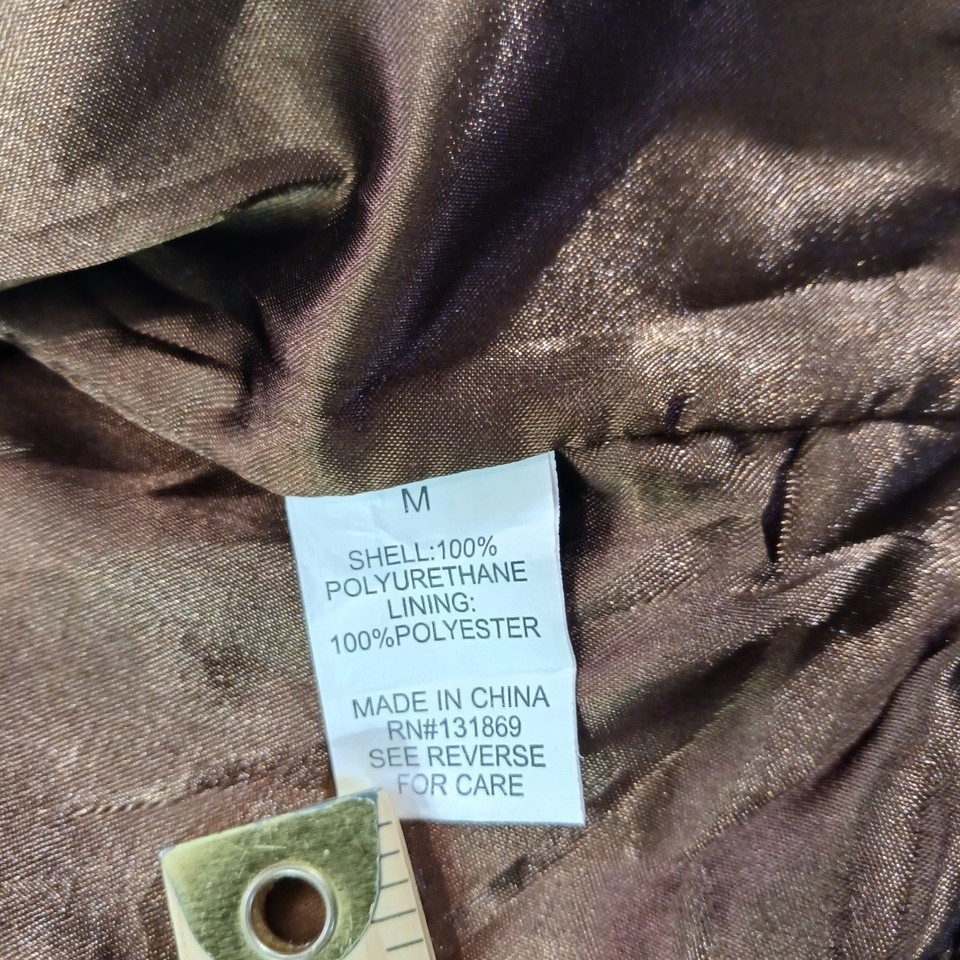 M
SHELL:100%
POLYURETHANE
LINING:
100%POLYESTER
MADE IN CHINA
RN#131869
SEE REVERSE
FOR CARE